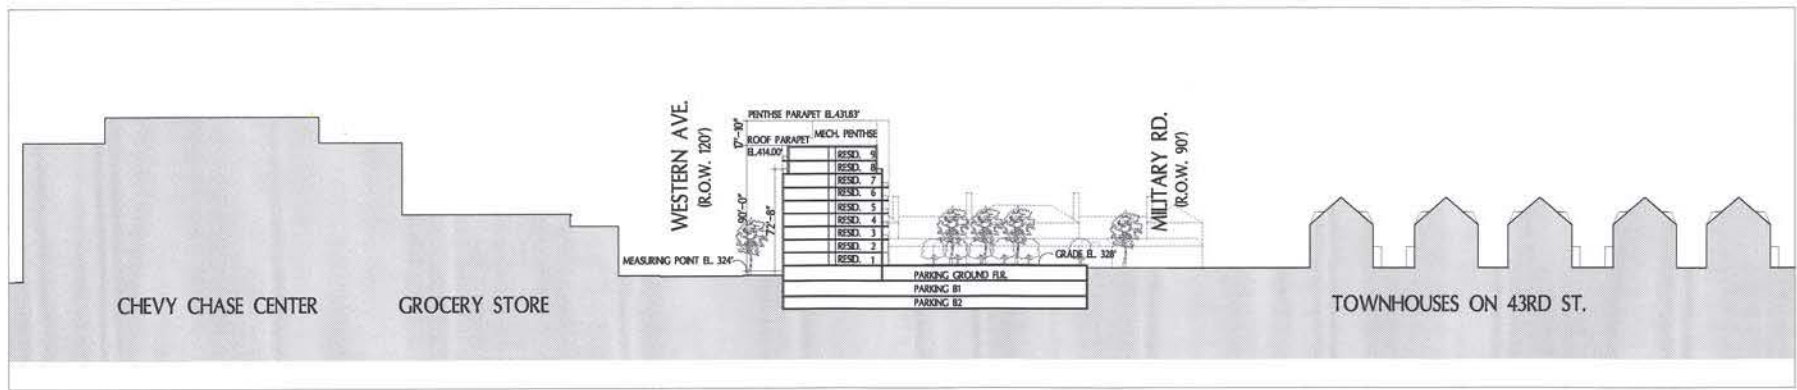 WESTERN AVE.
(R.O.W. 120')
PENTHSE PARAPET EL.431.83'
17'-10"
MECH. PENTHSE
ROOF PARAPET
EL.414.00'
90'-0"
72'-8"
RESID. 9
RESID. 8
RESID. 7
RESID. 6
RESID. 5
RESID. 4
RESID. 3
RESID. 2
RESID. 1
MEASURING POINT EL. 324'
GRADE EL. 328'
MILITARY RD.
(R.O.W. 90')
PARKING GROUND FLR.
PARKING B1
PARKING B2
CHEVY CHASE CENTER
GROCERY STORE
TOWNHOUSES ON 43RD ST.